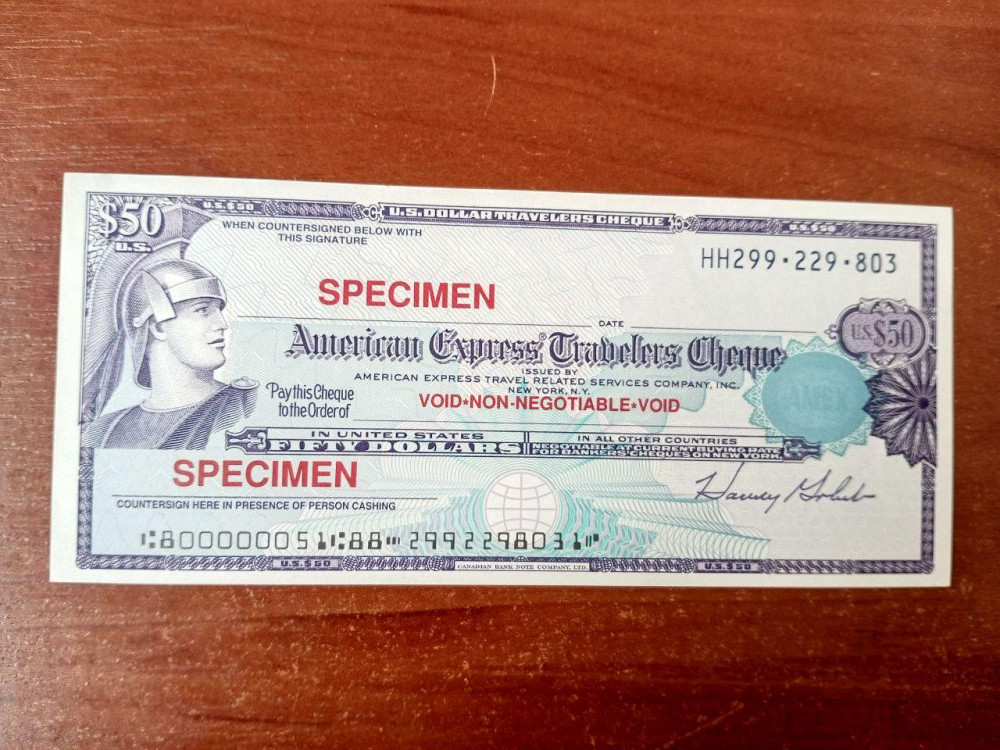 $50 U.S.$50 U.S. DOLLAR TRAVELERS CHEQUE U.S.$50
U.S.
WHEN COUNTERSIGNED BELOW WITH
THIS SIGNATURE
HH299·229·803
SPECIMEN
DATE
US$50
American Express Travelers Cheque
ISSUED BY
AMERICAN EXPRESS TRAVEL RELATED SERVICES COMPANY, INC.
NEW YORK, N.Y.
Pay this Cheque
to the Order of
VOID★NON-NEGOTIABLE★VOID
AMEX
IN UNITED STATES
FIFTY DOLLARS
IN ALL OTHER COUNTRIES
NEGOTIABLE AT CURRENT BUYING RATE
FOR BANKERS' CHEQUES ON NEW YORK
SPECIMEN
COUNTERSIGN HERE IN PRESENCE OF PERSON CASHING
⑆800000051⑆88⑈2992298031⑈
U.S.$50 CANADIAN BANK NOTE COMPANY, LTD. U.S.$50